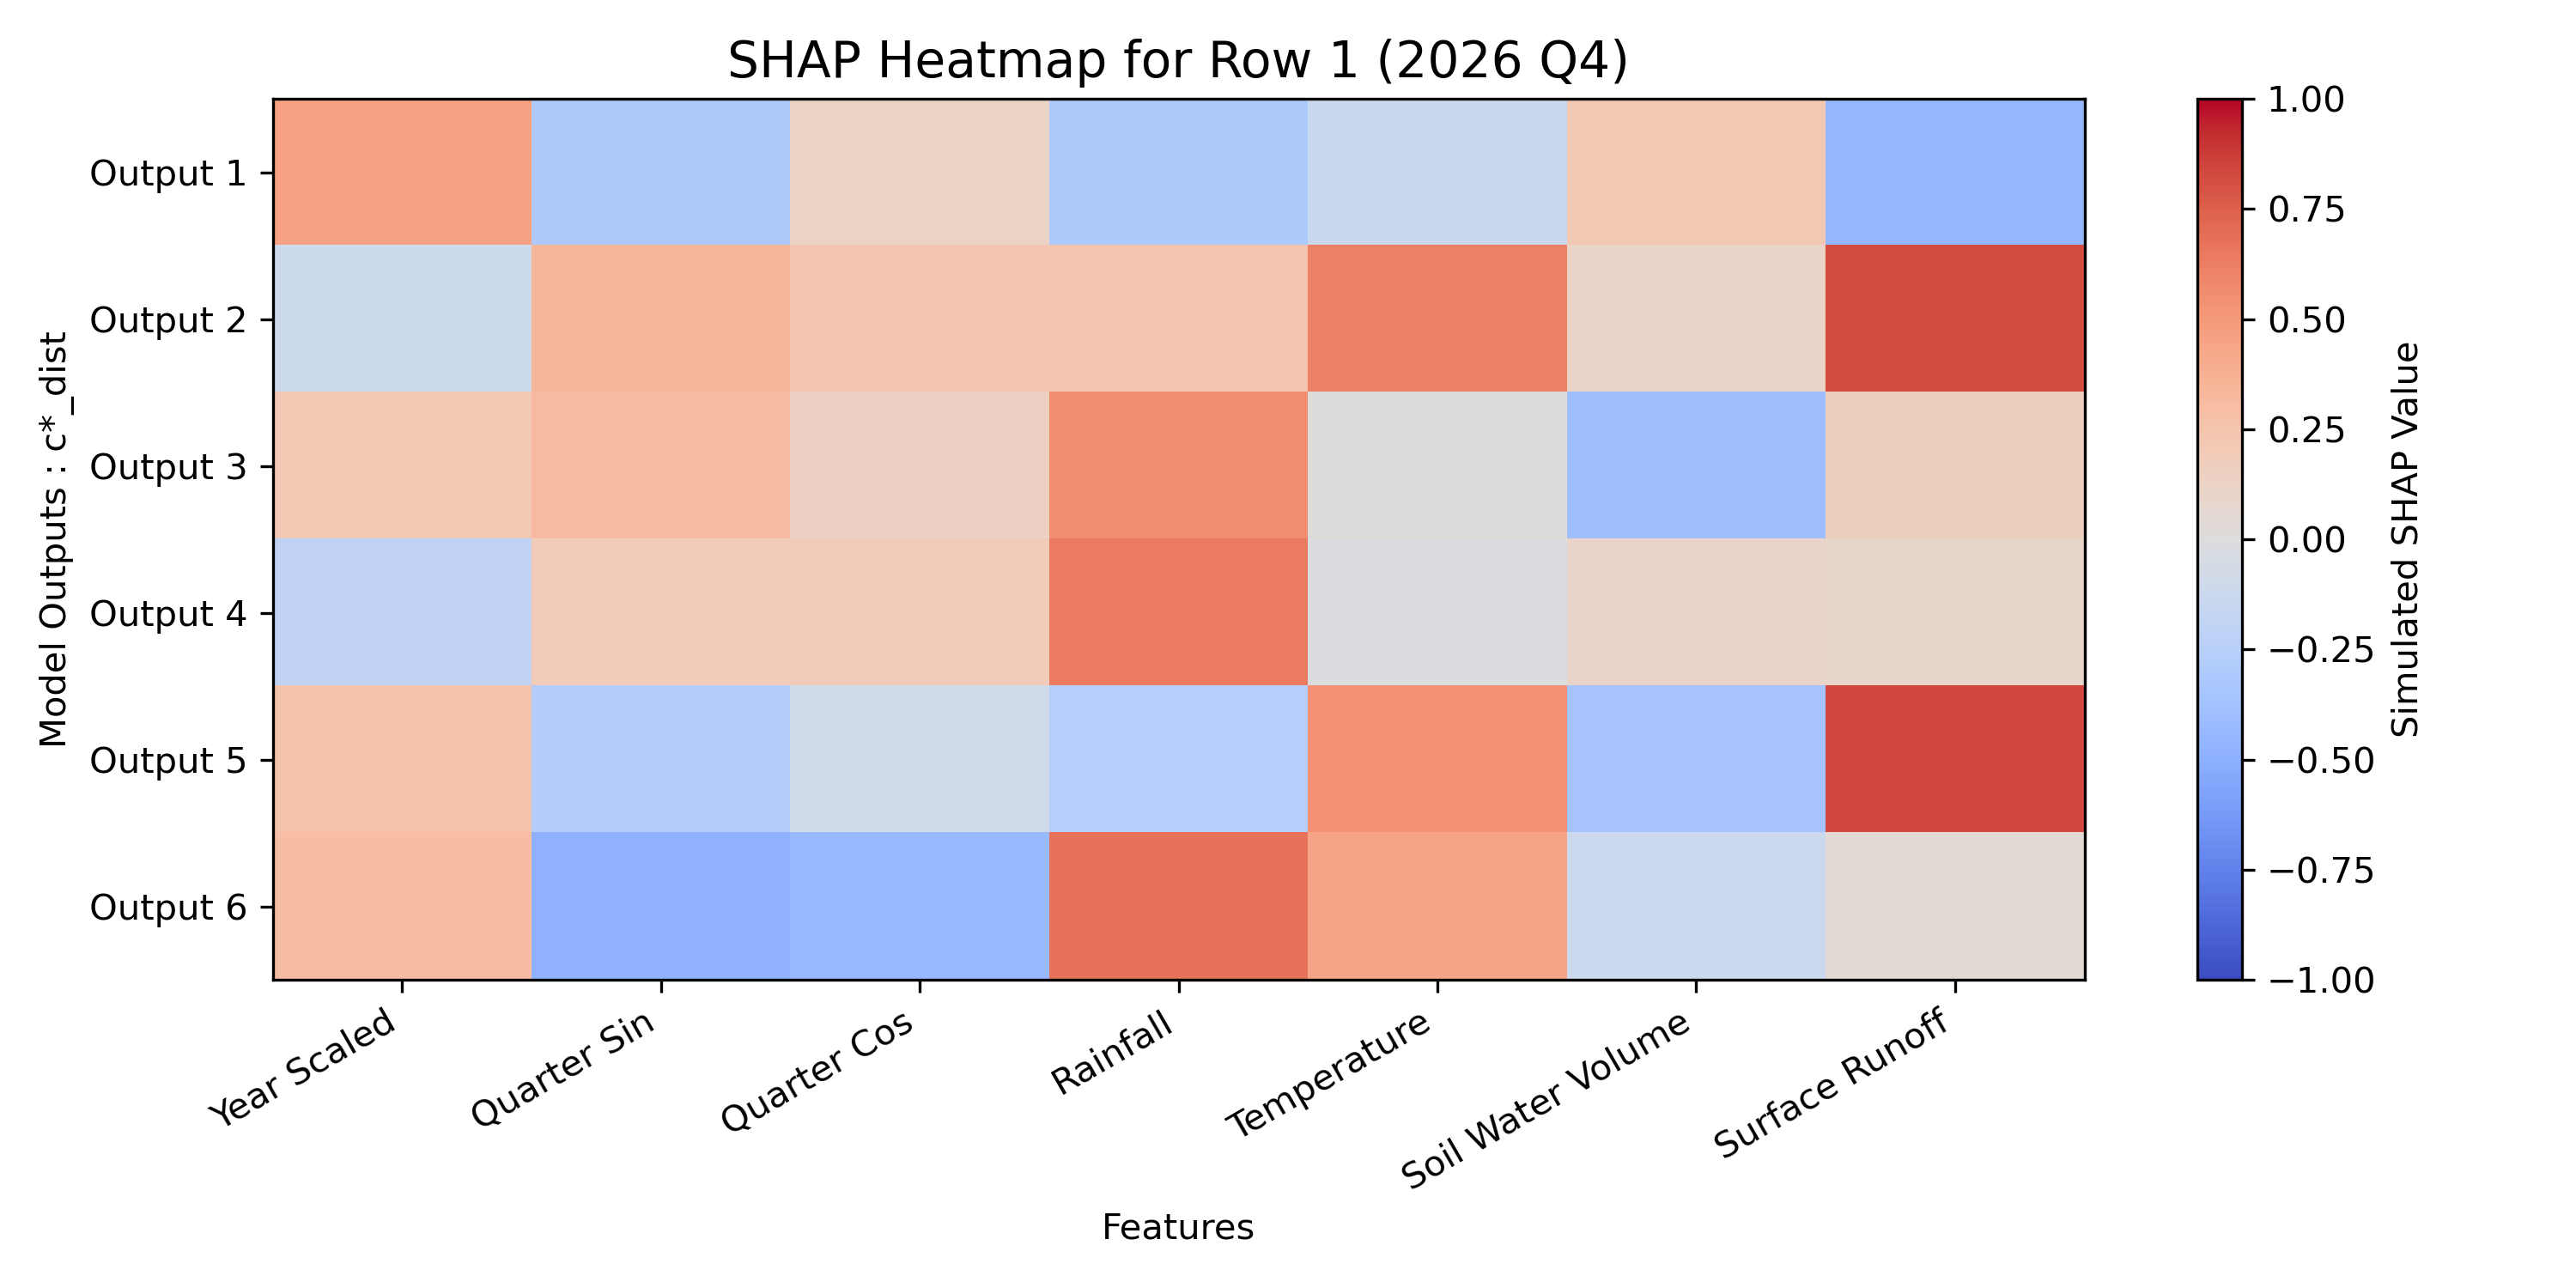 SHAP Heatmap for Row 1 (2026 Q4)
Model Outputs : c*_dist
Output 1
Output 2
Output 3
Output 4
Output 5
Output 6
Year Scaled
Quarter Sin
Quarter Cos
Rainfall
Temperature
Soil Water Volume
Surface Runoff
Features
1.00
0.75
0.50
0.25
0.00
−0.25
−0.50
−0.75
−1.00
Simulated SHAP Value